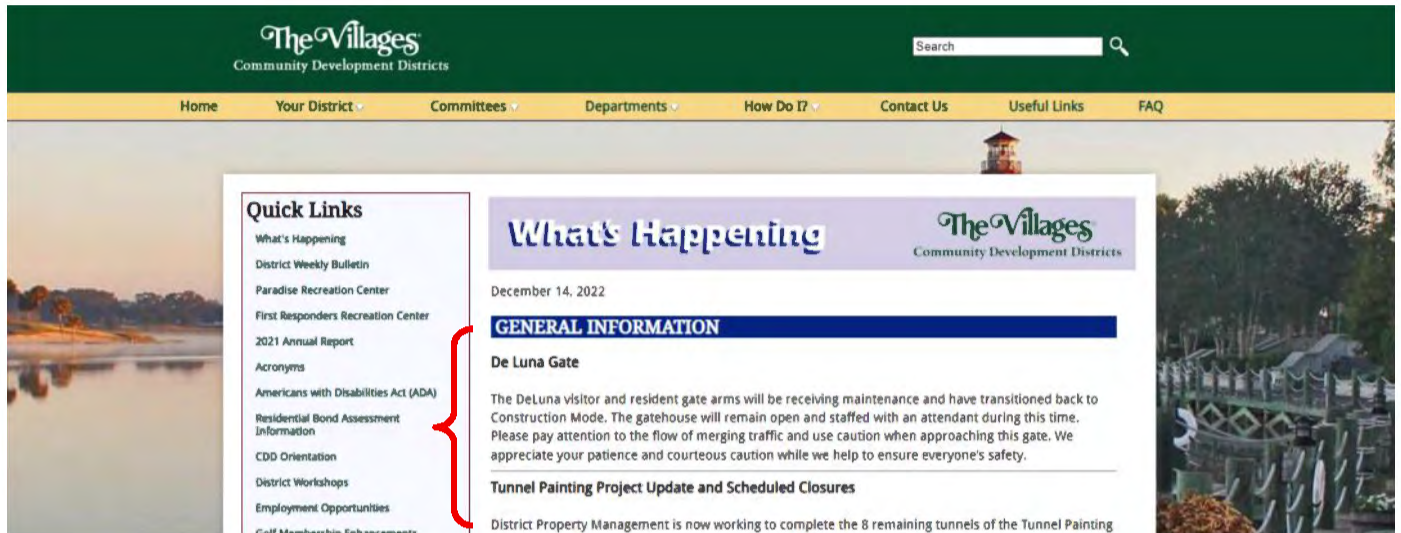 The Villages
Community Development Districts
Search
Home Your District Committees Departments How Do I? Contact Us Useful Links FAQ
Quick Links
What's Happening
District Weekly Bulletin
Paradise Recreation Center
First Responders Recreation Center
2021 Annual Report
Acronyms
Americans with Disabilities Act (ADA)
Residential Bond Assessment
Information
CDD Orientation
District Workshops
Employment Opportunities
Golf Membership Enhancements
What's Happening
The Villages
Community Development Districts
December 14, 2022
GENERAL INFORMATION
De Luna Gate
The DeLuna visitor and resident gate arms will be receiving maintenance and have transitioned back to
Construction Mode. The gatehouse will remain open and staffed with an attendant during this time.
Please pay attention to the flow of merging traffic and use caution when approaching this gate. We
appreciate your patience and courteous caution while we help to ensure everyone's safety.
Tunnel Painting Project Update and Scheduled Closures
District Property Management is now working to complete the 8 remaining tunnels of the Tunnel Painting